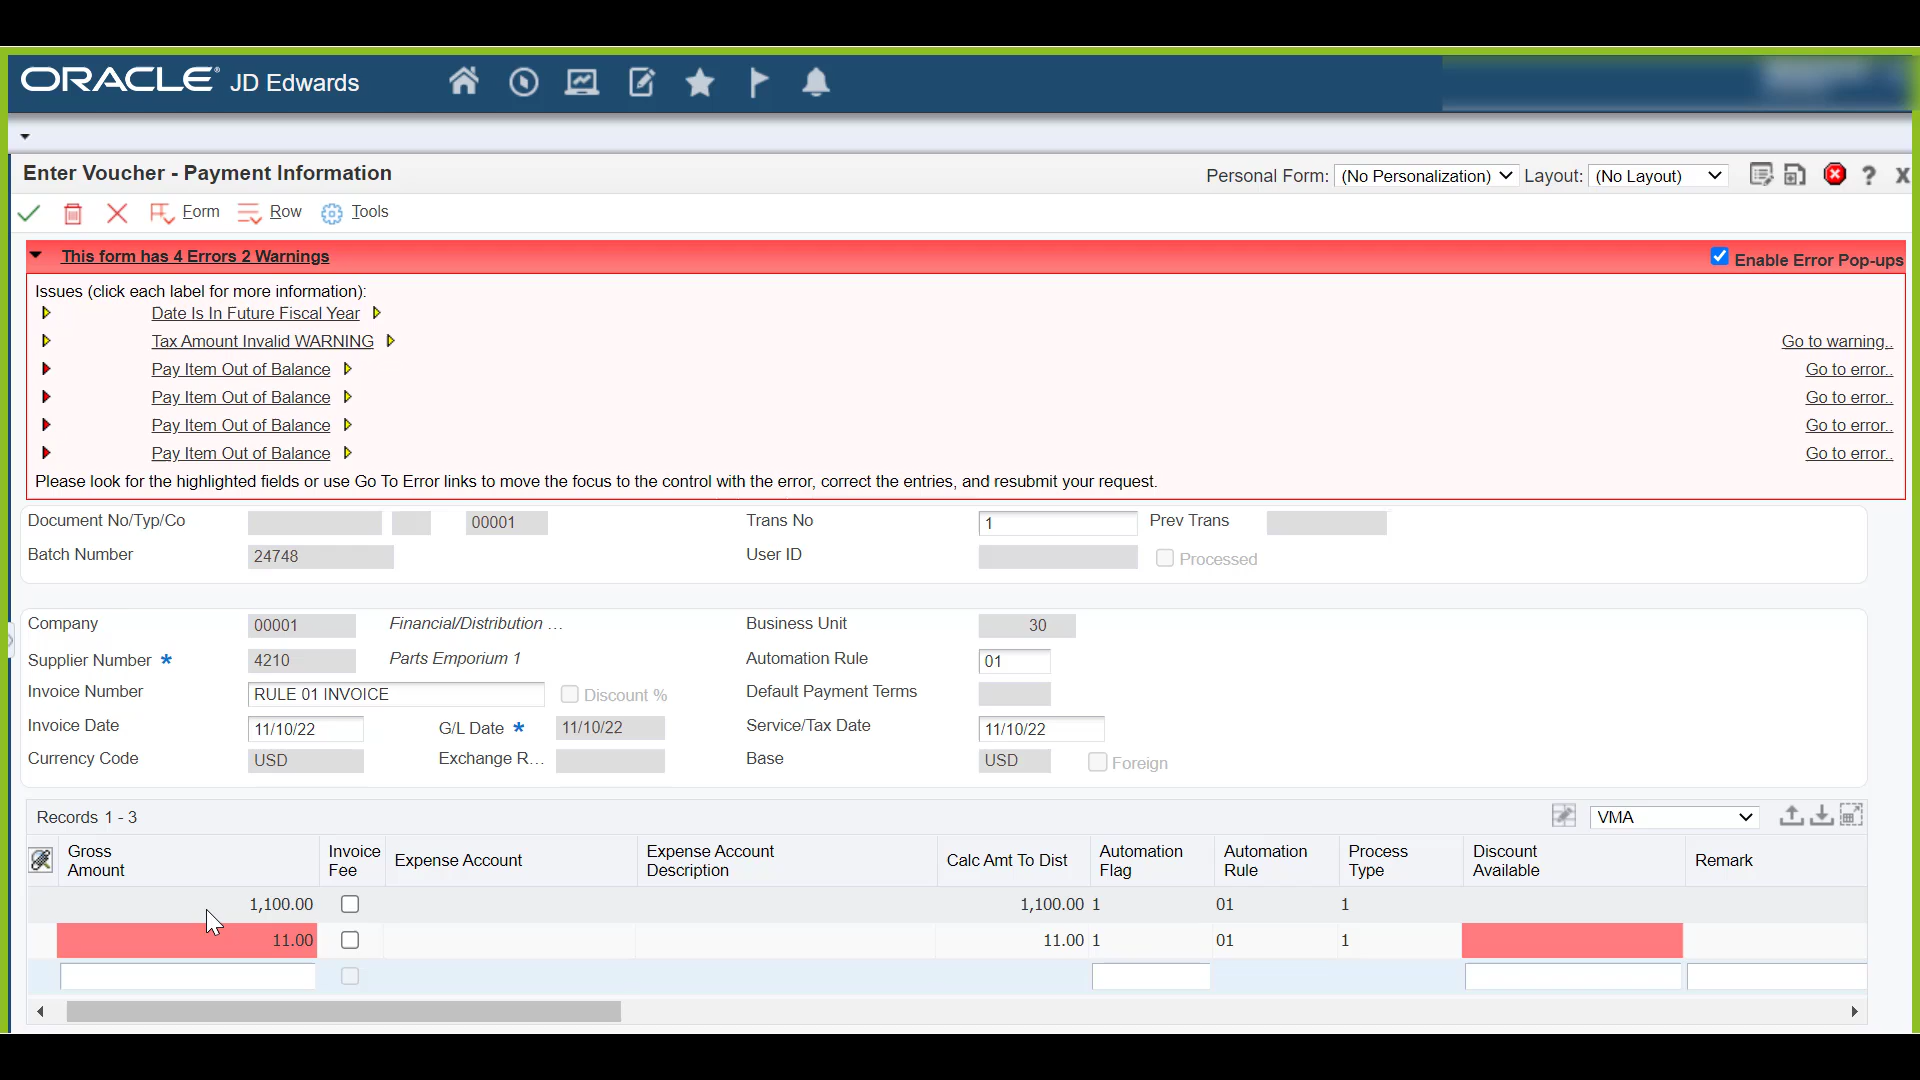 ORACLE JD Edwards
Enter Voucher - Payment Information
Personal Form: (No Personalization) Layout: (No Layout) ? X
Form Row Tools
This form has 4 Errors 2 Warnings
Enable Error Pop-ups
Issues (click each label for more information):
Date Is In Future Fiscal Year
Tax Amount Invalid WARNING Go to warning..
Pay Item Out of Balance Go to error..
Pay Item Out of Balance Go to error..
Pay Item Out of Balance Go to error..
Pay Item Out of Balance Go to error..
Please look for the highlighted fields or use Go To Error links to move the focus to the control with the error, correct the entries, and resubmit your request.
Document No/Typ/Co 00001 Trans No 1 Prev Trans
Batch Number 24748 User ID Processed
Company 00001 Financial/Distribution ... Business Unit 30
Supplier Number * 4210 Parts Emporium 1 Automation Rule 01
Invoice Number RULE 01 INVOICE Discount % Default Payment Terms
Invoice Date 11/10/22 G/L Date * 11/10/22 Service/Tax Date 11/10/22
Currency Code USD Exchange R... Base USD Foreign
Records 1 - 3 VMA
Gross Amount Invoice Fee Expense Account Expense Account Description Calc Amt To Dist Automation Flag Automation Rule Process Type Discount Available Remark
1,100.00 1,100.00 1 01 1
11.00 11.00 1 01 1